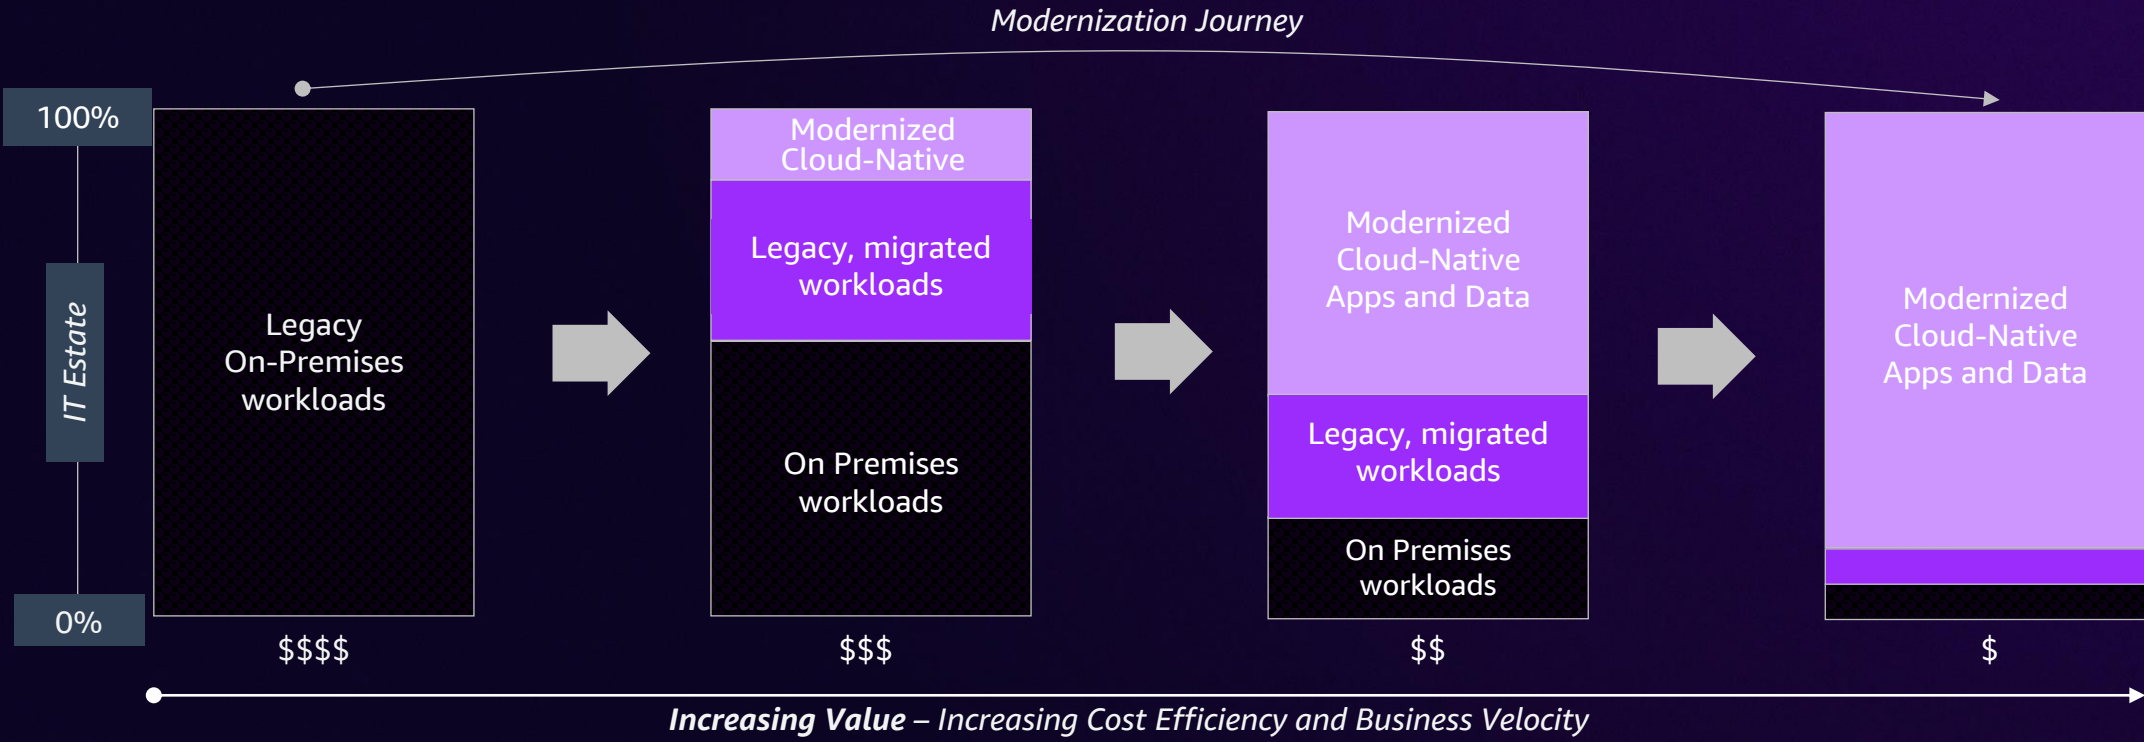 Modernization Journey
100%
IT Estate
0%
Legacy
On-Premises
workloads
$$$$
Modernized
Cloud-Native
Legacy, migrated
workloads
On Premises
workloads
$$$
Modernized
Cloud-Native
Apps and Data
Legacy, migrated
workloads
On Premises
workloads
$$
Modernized
Cloud-Native
Apps and Data
$
Increasing Value – Increasing Cost Efficiency and Business Velocity